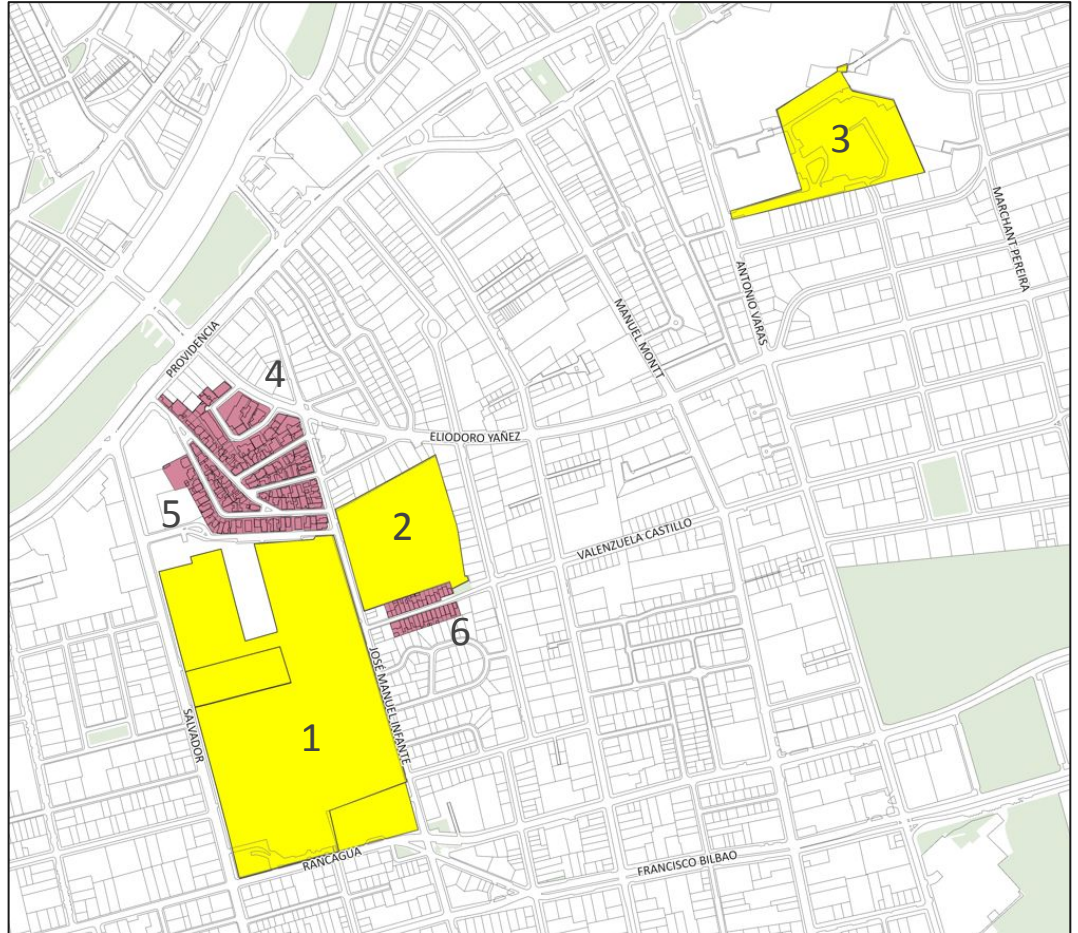 3
MARCHANT PEREIRA
ANTONIO VARAS
MANUEL MONTT
PROVIDENCIA
4
ELIODORO YAÑEZ
5
2
VALENZUELA CASTILLO
6
JOSÉ MANUEL INFANTE
SALVADOR
1
RANCAGUA
FRANCISCO BILBAO